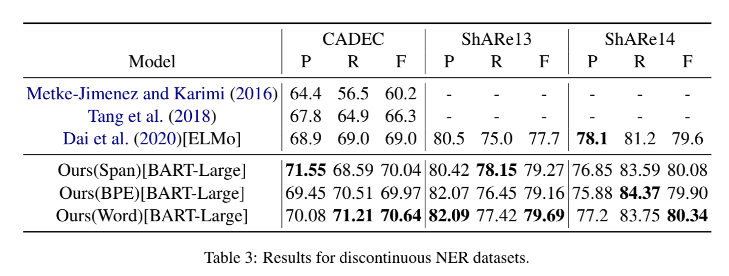 CADEC ShARe13 ShARe14
Model P R F P R F P R F
Metke-Jimenez and Karimi (2016) 64.4 56.5 60.2 - - - - - -
Tang et al. (2018) 67.8 64.9 66.3 - - - - - -
Dai et al. (2020)[ELMo] 68.9 69.0 69.0 80.5 75.0 77.7 78.1 81.2 79.6
Ours(Span)[BART-Large] 71.55 68.59 70.04 80.42 78.15 79.27 76.85 83.59 80.08
Ours(BPE)[BART-Large] 69.45 70.51 69.97 82.07 76.45 79.16 75.88 84.37 79.90
Ours(Word)[BART-Large] 70.08 71.21 70.64 82.09 77.42 79.69 77.2 83.75 80.34
Table 3: Results for discontinuous NER datasets.